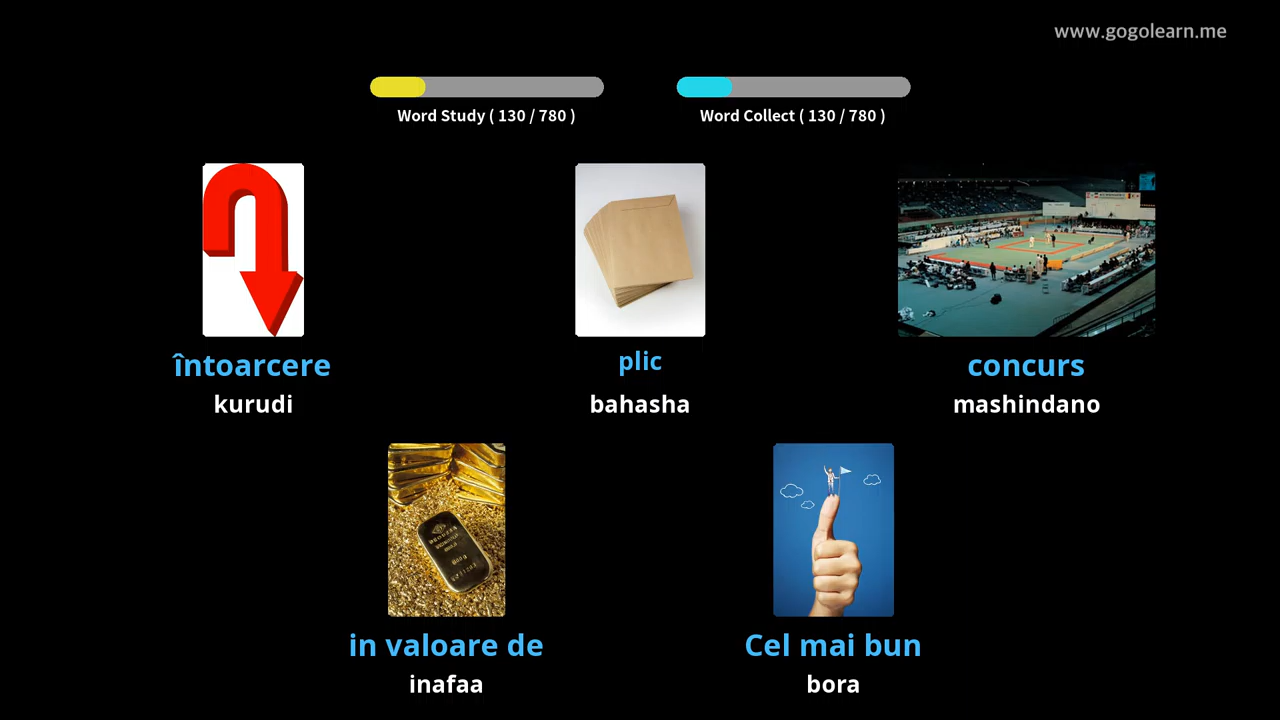 www.gogolearn.me
Word Study ( 130 / 780 )
Word Collect ( 130 / 780 )
întoarcere
kurudi
plic
bahasha
concurs
mashindano
in valoare de
inafaa
Cel mai bun
bora